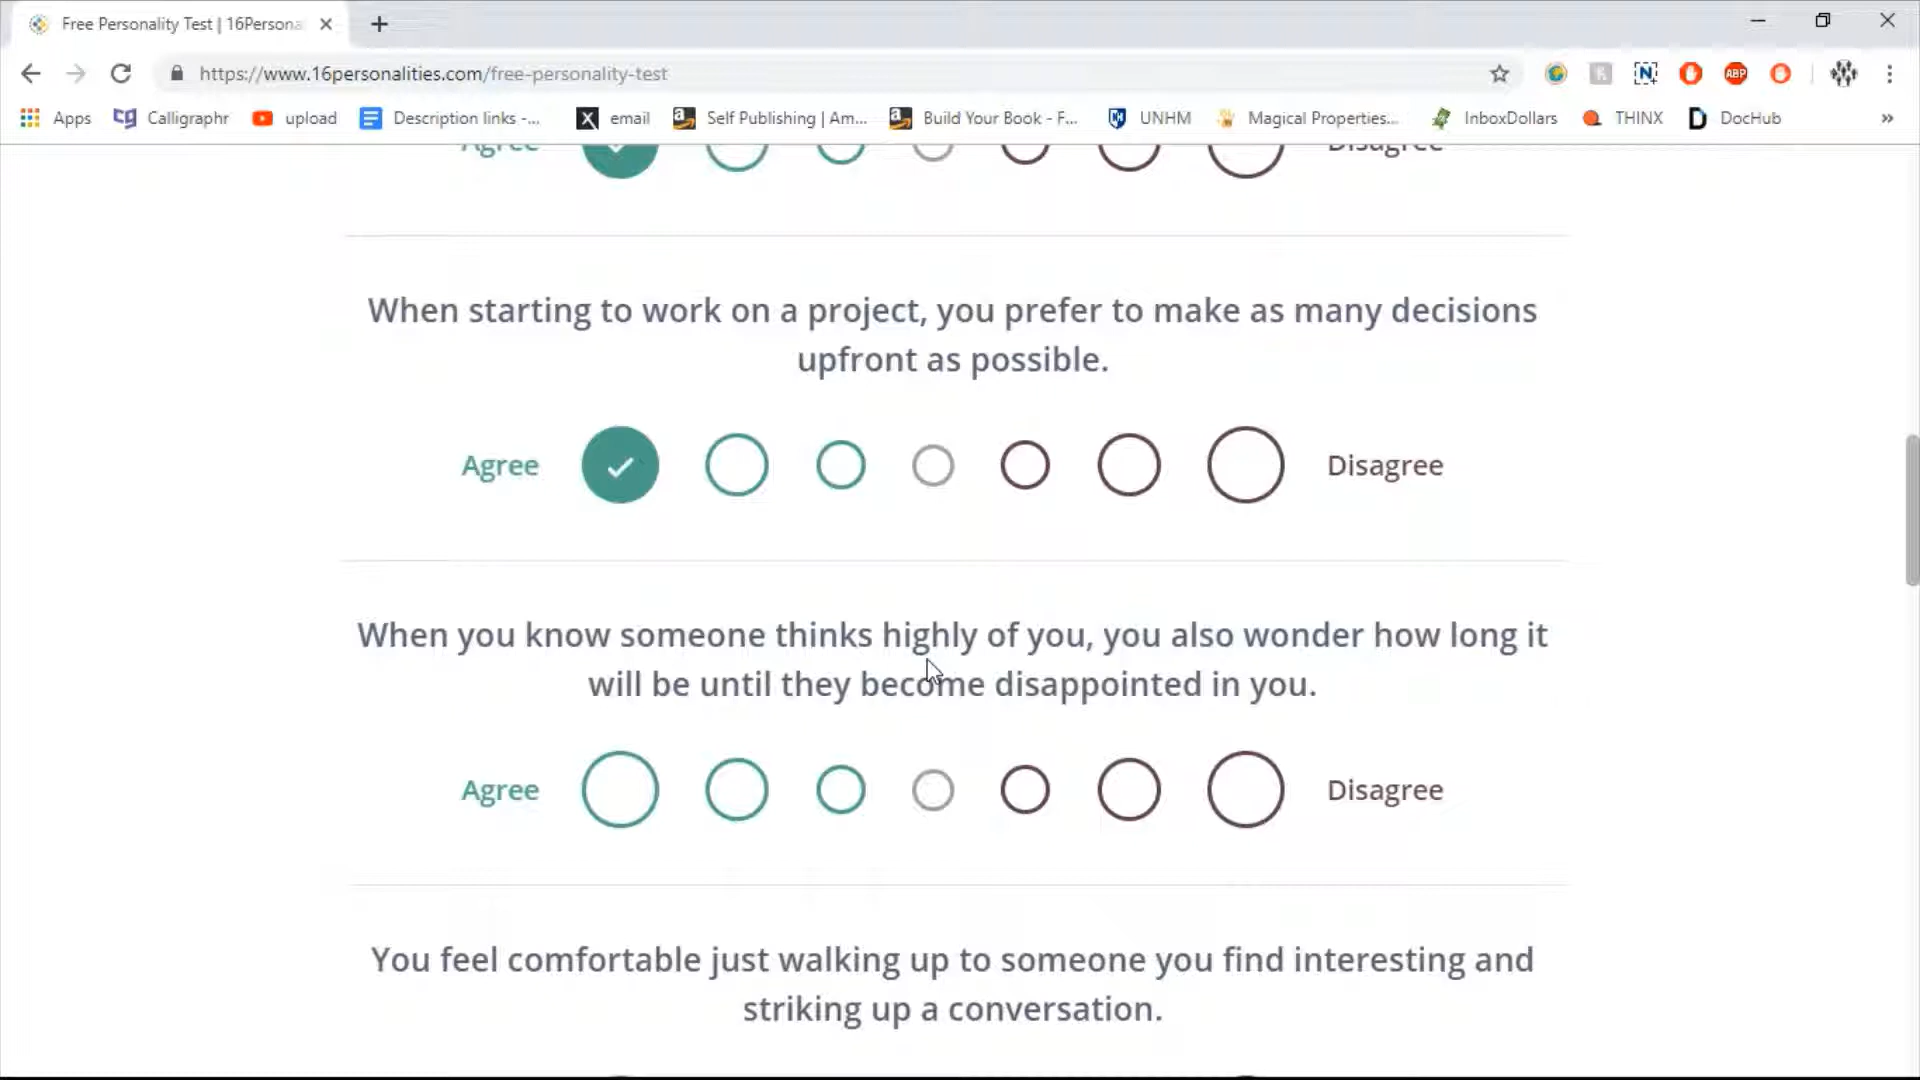 Free Personality Test | 16Persona
https://www.16personalities.com/free-personality-test
Apps
Calligraphr
upload
Description links -...
email
Self Publishing | Am...
Build Your Book - F...
UNHM
Magical Properties...
InboxDollars
THINX
DocHub
»
Agree
Disagree
When starting to work on a project, you prefer to make as many decisions
upfront as possible.
Agree
Disagree
When you know someone thinks highly of you, you also wonder how long it
will be until they become disappointed in you.
Agree
Disagree
You feel comfortable just walking up to someone you find interesting and
striking up a conversation.